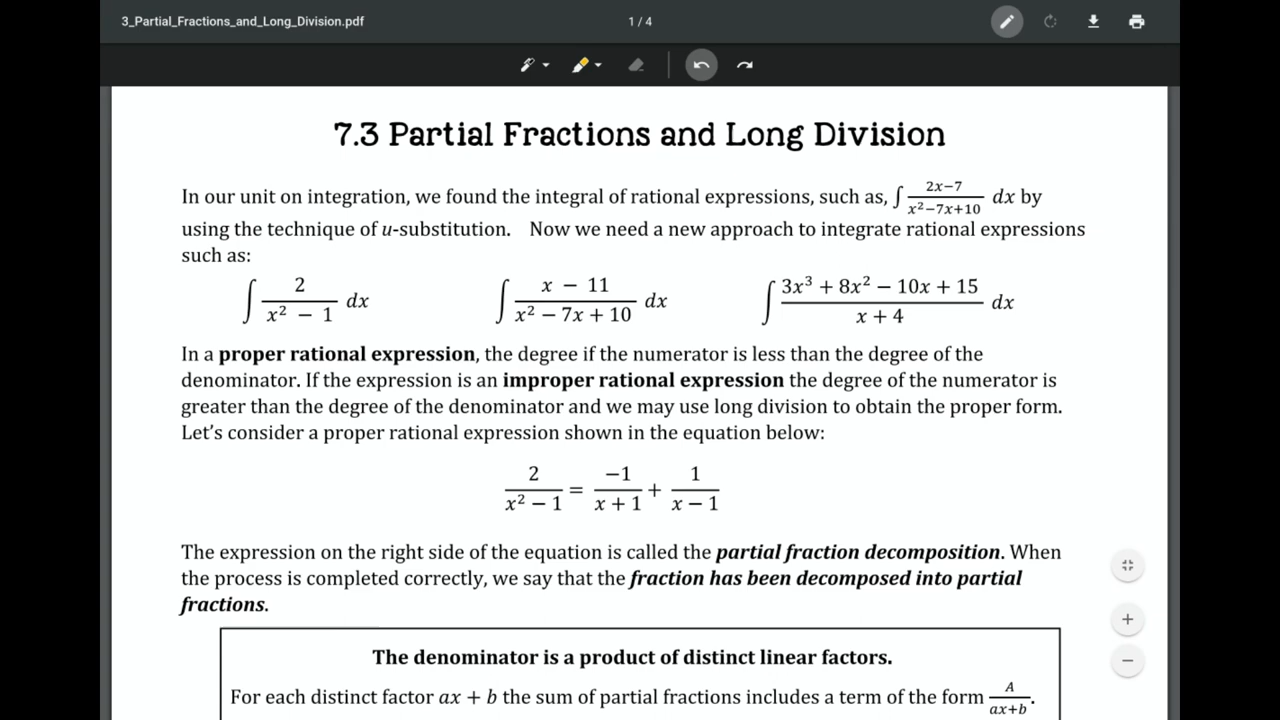 3_Partial_Fractions_and_Long_Division.pdf
1 / 4
7.3 Partial Fractions and Long Division
In our unit on integration, we found the integral of rational expressions, such as, ∫ (2x−7)/(x²−7x+10) dx by
using the technique of u-substitution. Now we need a new approach to integrate rational expressions
such as:
∫ 2/(x² − 1) dx ∫ (x − 11)/(x² − 7x + 10) dx ∫ (3x³ + 8x² − 10x + 15)/(x + 4) dx
In a proper rational expression, the degree if the numerator is less than the degree of the
denominator. If the expression is an improper rational expression the degree of the numerator is
greater than the degree of the denominator and we may use long division to obtain the proper form.
Let's consider a proper rational expression shown in the equation below:
2/(x² − 1) = −1/(x + 1) + 1/(x − 1)
The expression on the right side of the equation is called the partial fraction decomposition. When
the process is completed correctly, we say that the fraction has been decomposed into partial
fractions.
The denominator is a product of distinct linear factors.
For each distinct factor ax + b the sum of partial fractions includes a term of the form A/(ax+b).